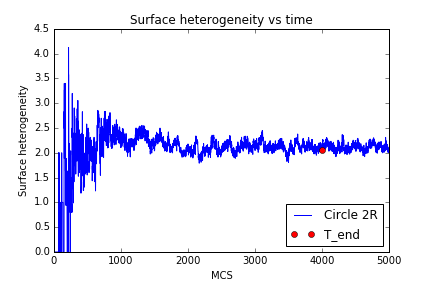 Surface heterogeneity vs time
Surface heterogeneity
4.5
4.0
3.5
3.0
2.5
2.0
1.5
1.0
0.5
0.0
0 1000 2000 3000 4000 5000
MCS
Circle 2R
T_end